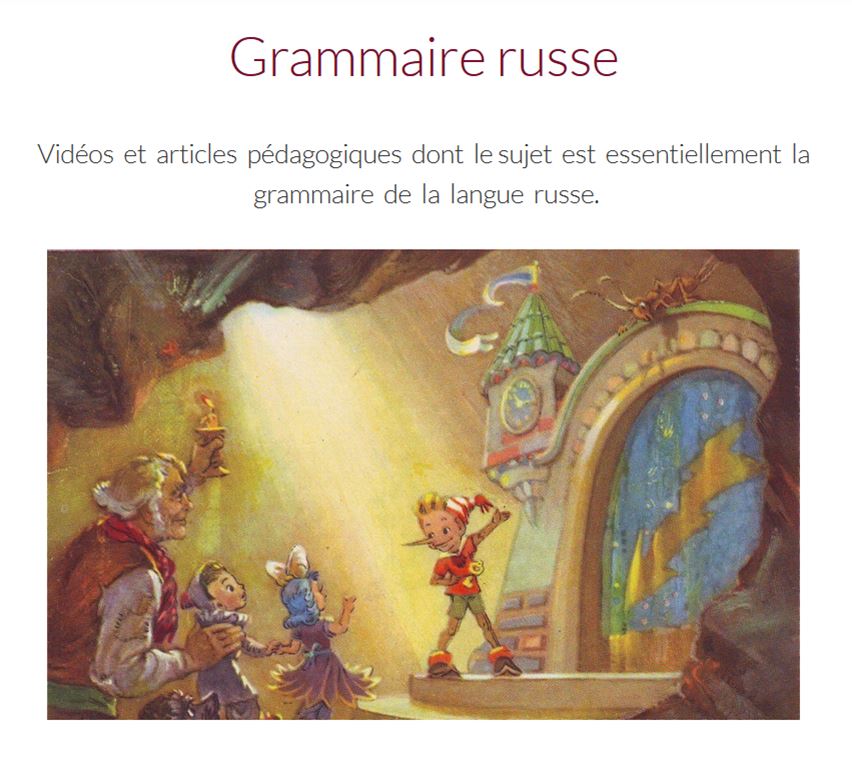 Grammaire russe
Vidéos et articles pédagogiques dont le sujet est essentiellement la
grammaire de la langue russe.